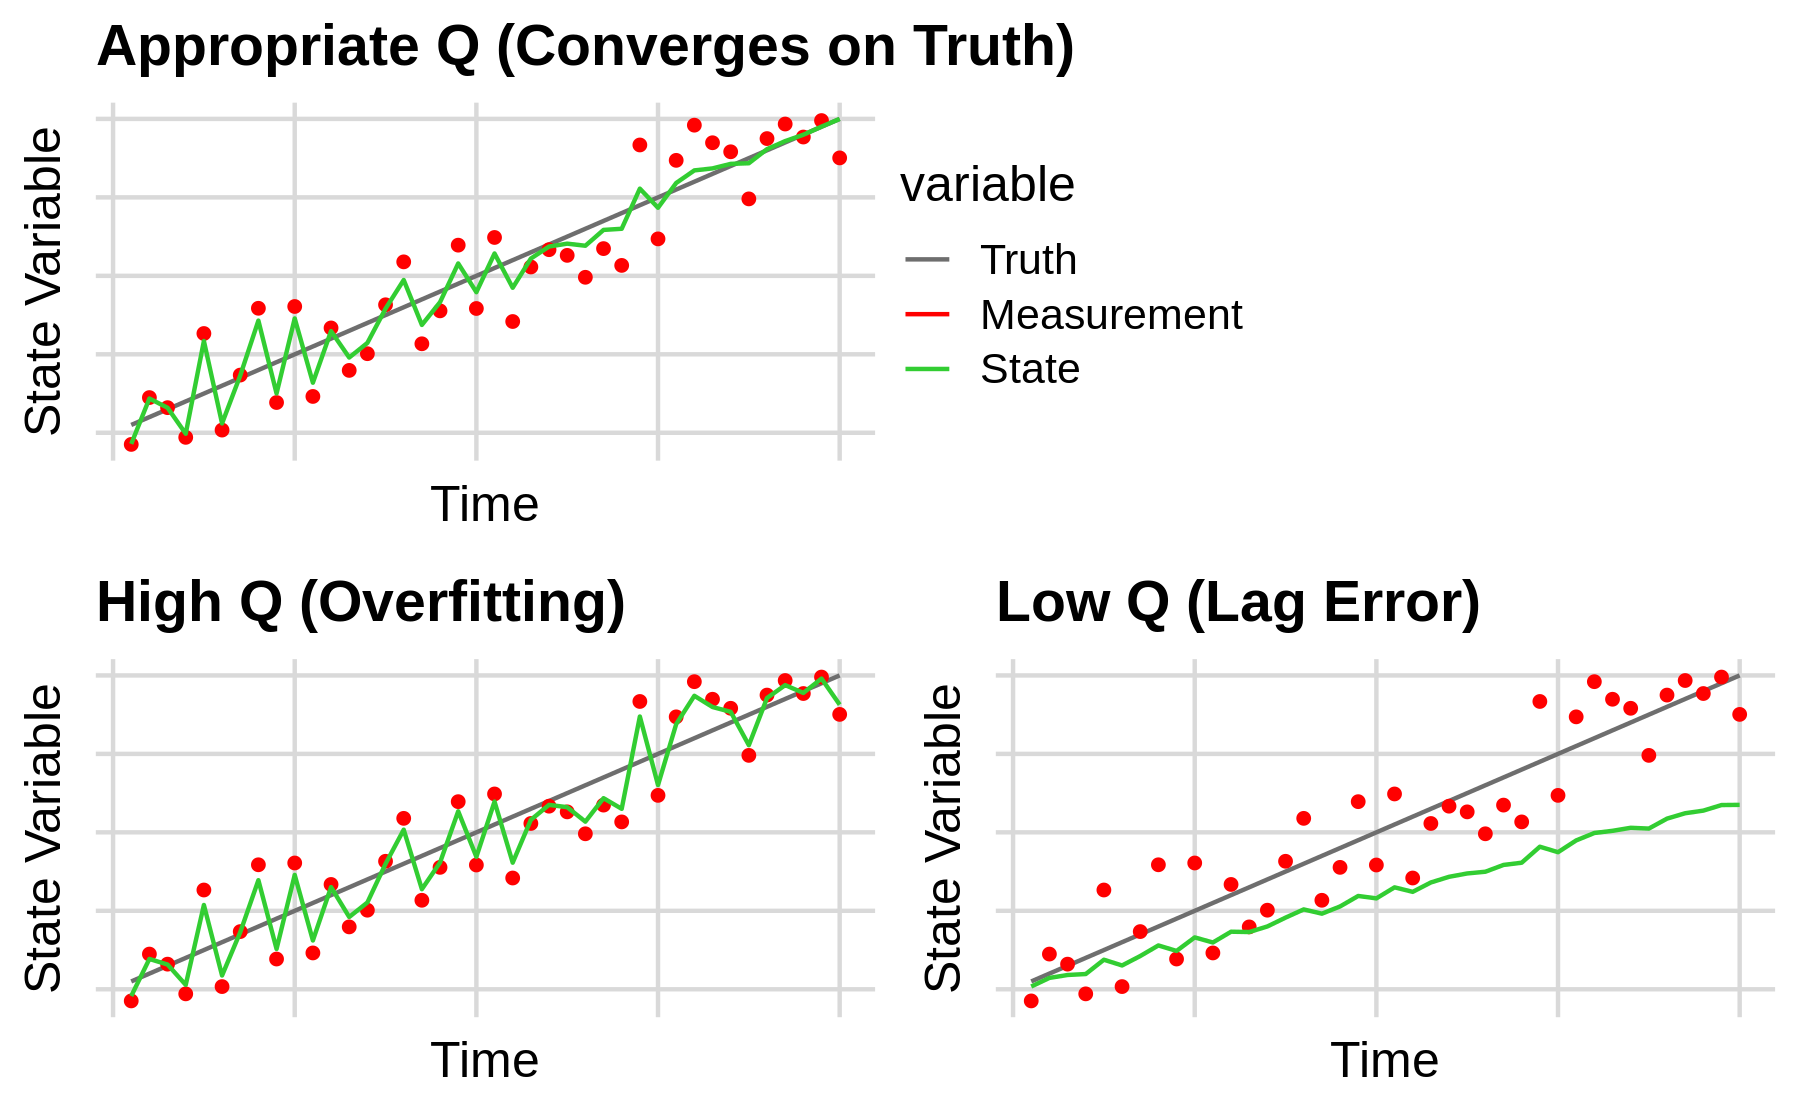 Appropriate Q (Converges on Truth)
State Variable
Time
variable
Truth
Measurement
State
High Q (Overfitting)
State Variable
Time
Low Q (Lag Error)
State Variable
Time